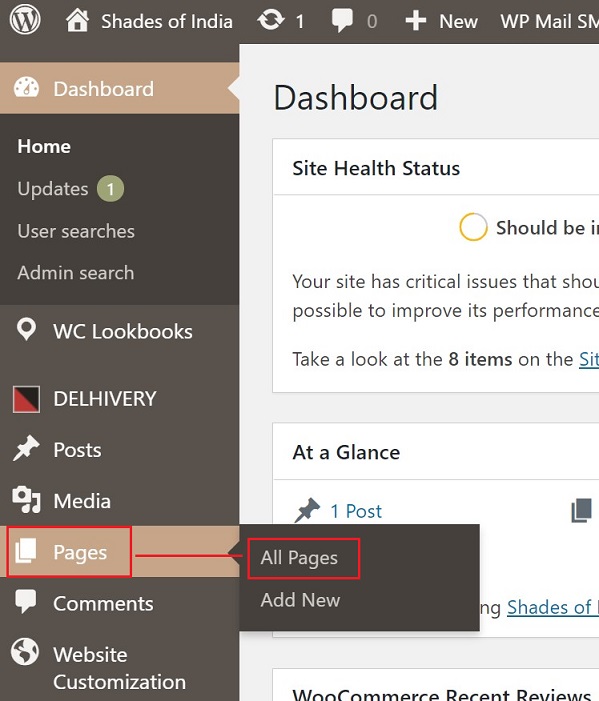 Shades of India 1 0 New WP Mail SM
Dashboard
Home
Updates 1
User searches
Admin search
WC Lookbooks
DELHIVERY
Posts
Media
Pages
Comments
Website
Customization
All Pages
Add New
Dashboard
Site Health Status
Should be
Your site has critical issues that
possible to improve its performance
Take a look at the 8 items on the
At a Glance
1 Post
Shades of
WooCommerce Recent Reviews